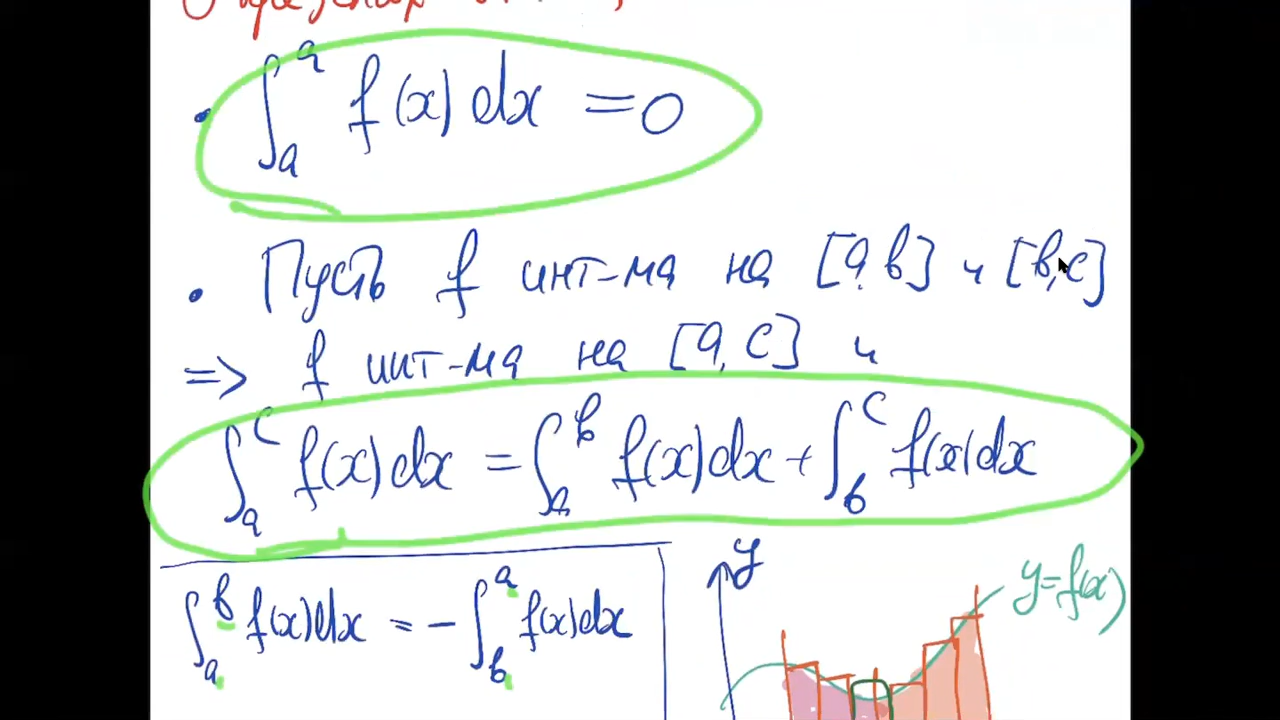 ∫_a^a f(x) dx = 0
• Пусть f инт-ма на [a, b] и [b, c]
=> f инт-ма на [a, c] и
∫_a^c f(x)dx = ∫_a^b f(x)dx + ∫_b^c f(x)dx
∫_a^b f(x)dx = - ∫_b^a f(x)dx
y
y=f(x)